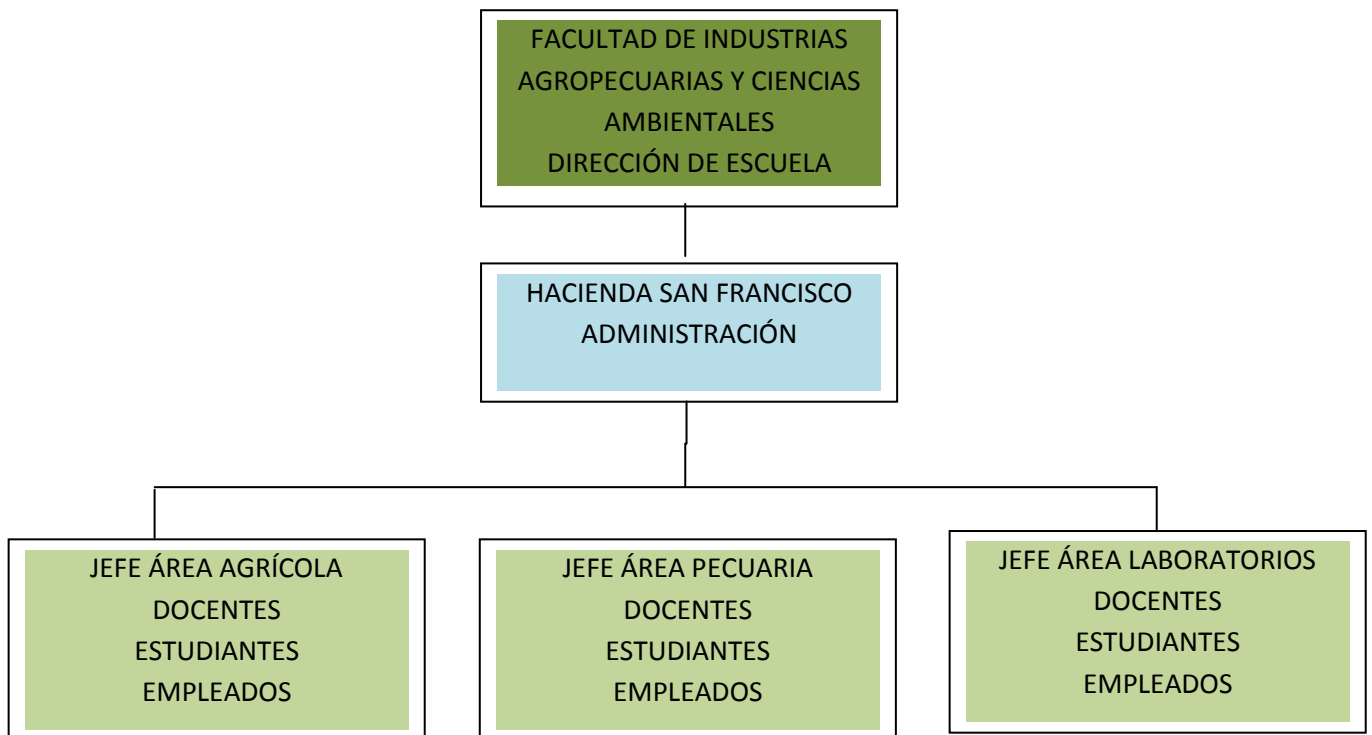 FACULTAD DE INDUSTRIAS
AGROPECUARIAS Y CIENCIAS
AMBIENTALES
DIRECCIÓN DE ESCUELA
HACIENDA SAN FRANCISCO
ADMINISTRACIÓN
JEFE ÁREA AGRÍCOLA
DOCENTES
ESTUDIANTES
EMPLEADOS
JEFE ÁREA PECUARIA
DOCENTES
ESTUDIANTES
EMPLEADOS
JEFE ÁREA LABORATORIOS
DOCENTES
ESTUDIANTES
EMPLEADOS